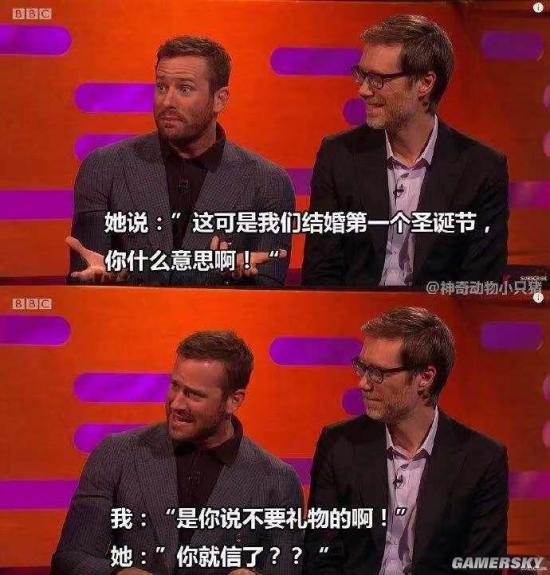 BBC
她说：”这可是我们结婚第一个圣诞节，
你什么意思啊！“
SUBSCRIBE
@神奇动物小只猪
BBC
我：“是你说不要礼物的啊！”
她：”你就信了？？“
GAMERSKY